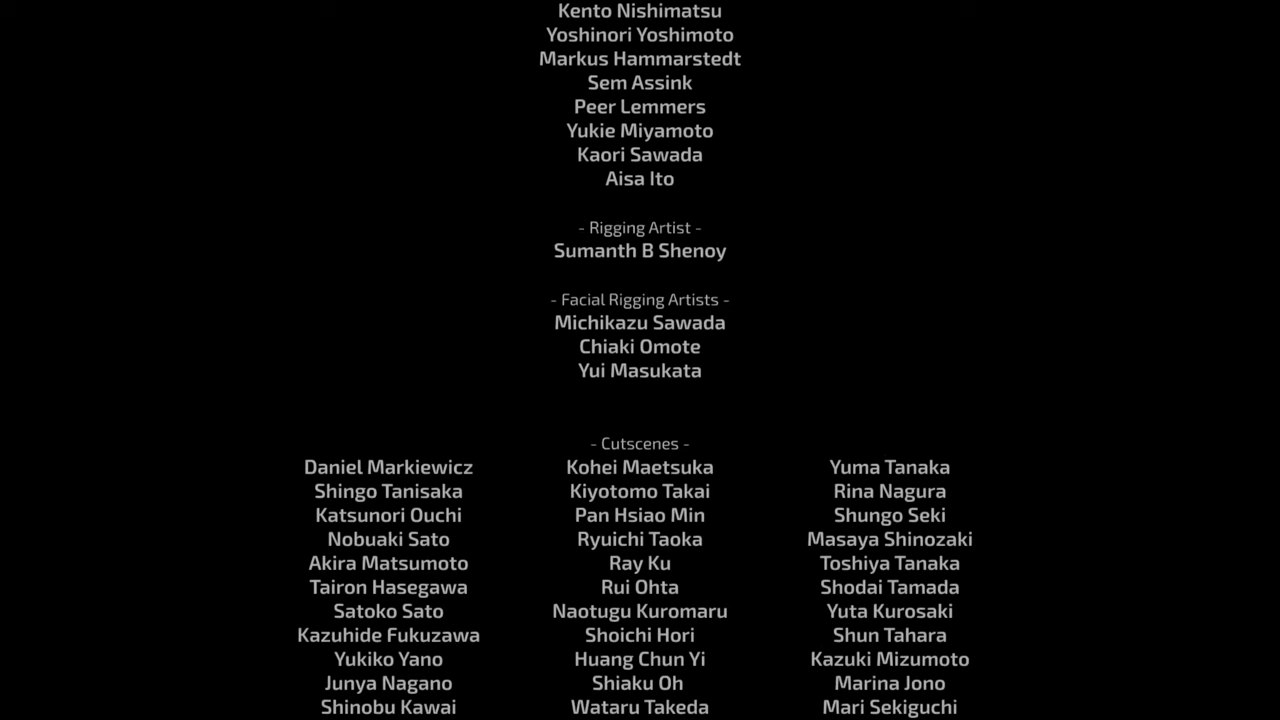 Kento Nishimatsu
Yoshinori Yoshimoto
Markus Hammarstedt
Sem Assink
Peer Lemmers
Yukie Miyamoto
Kaori Sawada
Aisa Ito
- Rigging Artist -
Sumanth B Shenoy
- Facial Rigging Artists -
Michikazu Sawada
Chiaki Omote
Yui Masukata
- Cutscenes -
Daniel Markiewicz Kohei Maetsuka Yuma Tanaka
Shingo Tanisaka Kiyotomo Takai Rina Nagura
Katsunori Ouchi Pan Hsiao Min Shungo Seki
Nobuaki Sato Ryuichi Taoka Masaya Shinozaki
Akira Matsumoto Ray Ku Toshiya Tanaka
Tairon Hasegawa Rui Ohta Shodai Tamada
Satoko Sato Naotugu Kuromaru Yuta Kurosaki
Kazuhide Fukuzawa Shoichi Hori Shun Tahara
Yukiko Yano Huang Chun Yi Kazuki Mizumoto
Junya Nagano Shiaku Oh Marina Jono
Shinobu Kawai Wataru Takeda Mari Sekiguchi